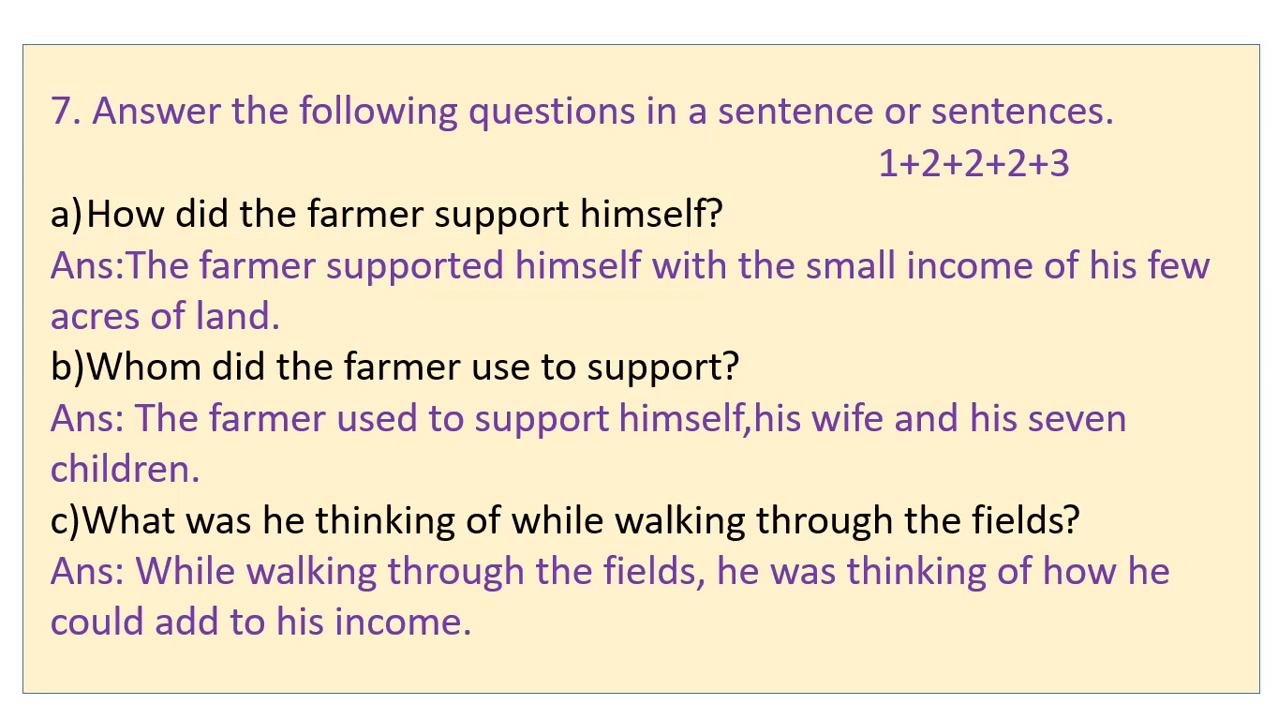 7. Answer the following questions in a sentence or sentences.
1+2+2+2+3
a)How did the farmer support himself?
Ans:The farmer supported himself with the small income of his few
acres of land.
b)Whom did the farmer use to support?
Ans: The farmer used to support himself,his wife and his seven
children.
c)What was he thinking of while walking through the fields?
Ans: While walking through the fields, he was thinking of how he
could add to his income.